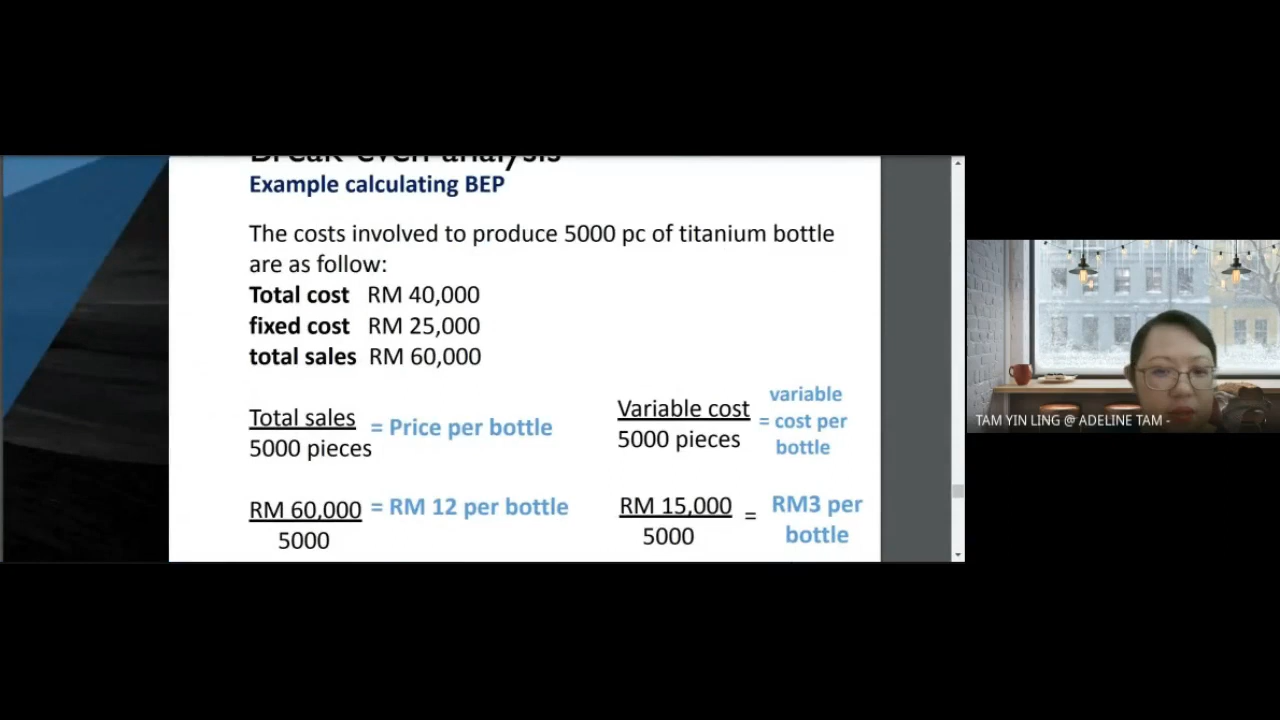 Break-even analysis
Example calculating BEP
The costs involved to produce 5000 pc of titanium bottle
are as follow:
Total cost RM 40,000
fixed cost RM 25,000
total sales RM 60,000
Total sales
5000 pieces
= Price per bottle
Variable cost
5000 pieces
variable
= cost per
bottle
RM 60,000
5000
= RM 12 per bottle
RM 15,000
5000
=
RM3 per
bottle
TAM YIN LING @ ADELINE TAM -